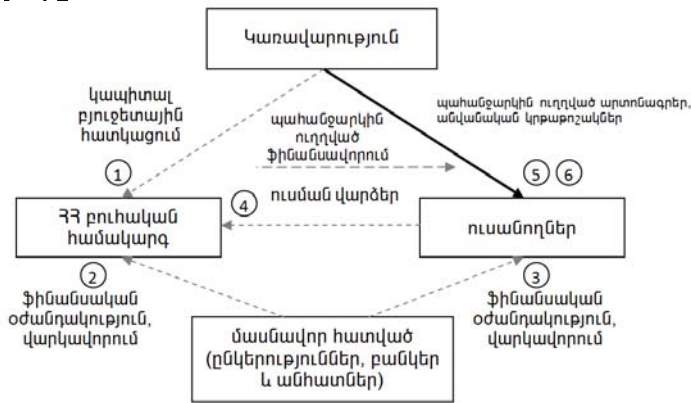 Կառավարություն
կապիտալ
բյուջետային
հատկացում
պահանջարկին
ուղղված
ֆինանսավորում
պահանջարկին ուղղված արտոնագրեր,
անվանական կրթաթոշակներ
1
5 6
ՀՀ բուհական
համակարգ
4
ուսման վարձեր
ուսանողներ
2
ֆինանսական
օժանդակություն,
վարկավորում
3
ֆինանսական
օժանդակություն,
վարկավորում
մասնավոր հատված
(ընկերություններ, բանկեր
և անհատներ)